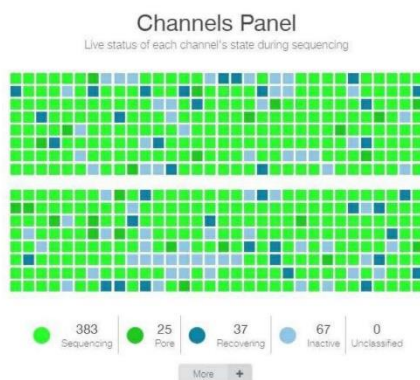 Channels Panel
Live status of each channel's state during sequencing
383 25 37 67 0
Sequencing Pore Recovering Inactive Unclassified
More +